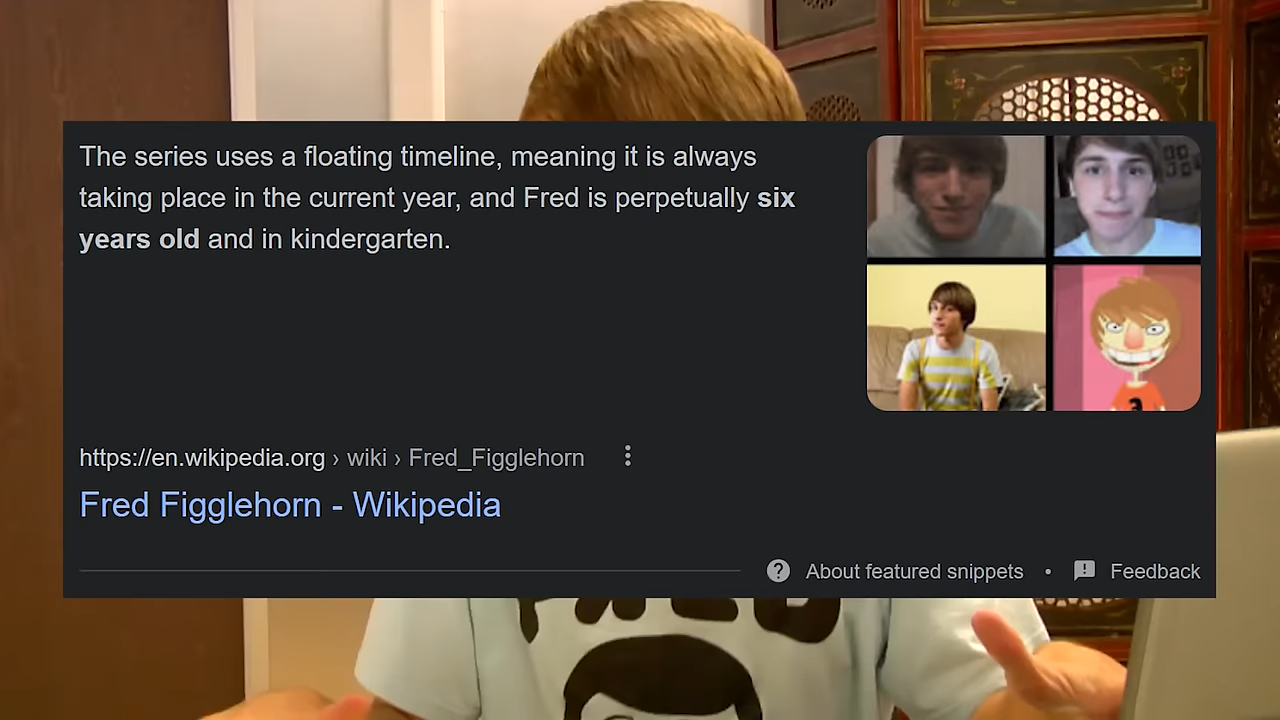 The series uses a floating timeline, meaning it is always
taking place in the current year, and Fred is perpetually six
years old and in kindergarten.
https://en.wikipedia.org › wiki › Fred_Figglehorn
Fred Figglehorn - Wikipedia
About featured snippets • Feedback